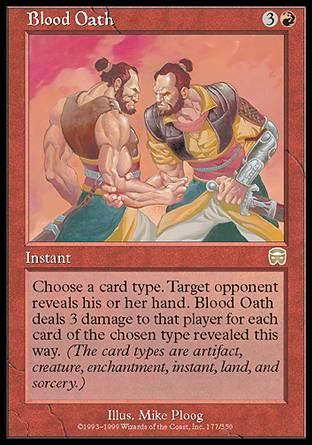 Blood Oath 3
Instant
Choose a card type. Target opponent
reveals his or her hand. Blood Oath
deals 3 damage to that player for each
card of the chosen type revealed this
way. (The card types are artifact,
creature, enchantment, instant, land, and
sorcery.)
Illus. Mike Ploog
©1993–1999 Wizards of the Coast, Inc. 177/350